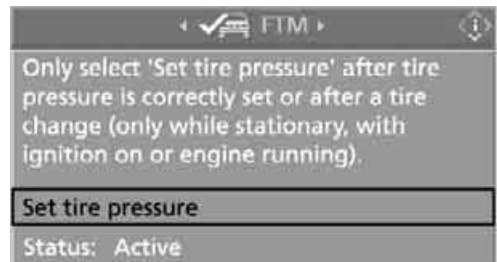 FTM
Only select 'Set tire pressure' after tire
pressure is correctly set or after a tire
change (only while stationary, with
ignition on or engine running).
Set tire pressure
Status: Active